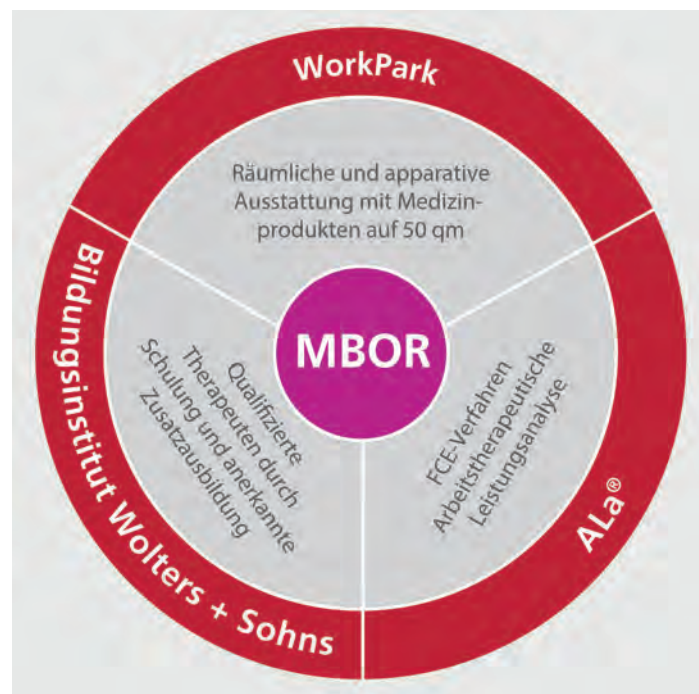 WorkPark
Räumliche und apparative
Ausstattung mit Medizin-
produkten auf 50 qm
MBOR
Bildungsinstitut Wolters + Sohns
Qualifizierte
Therapeuten durch
Schulung und anerkannte
Zusatzausbildung
FCE-Verfahren
Arbeitstherapeutische
Leistungsanalyse
ALa®